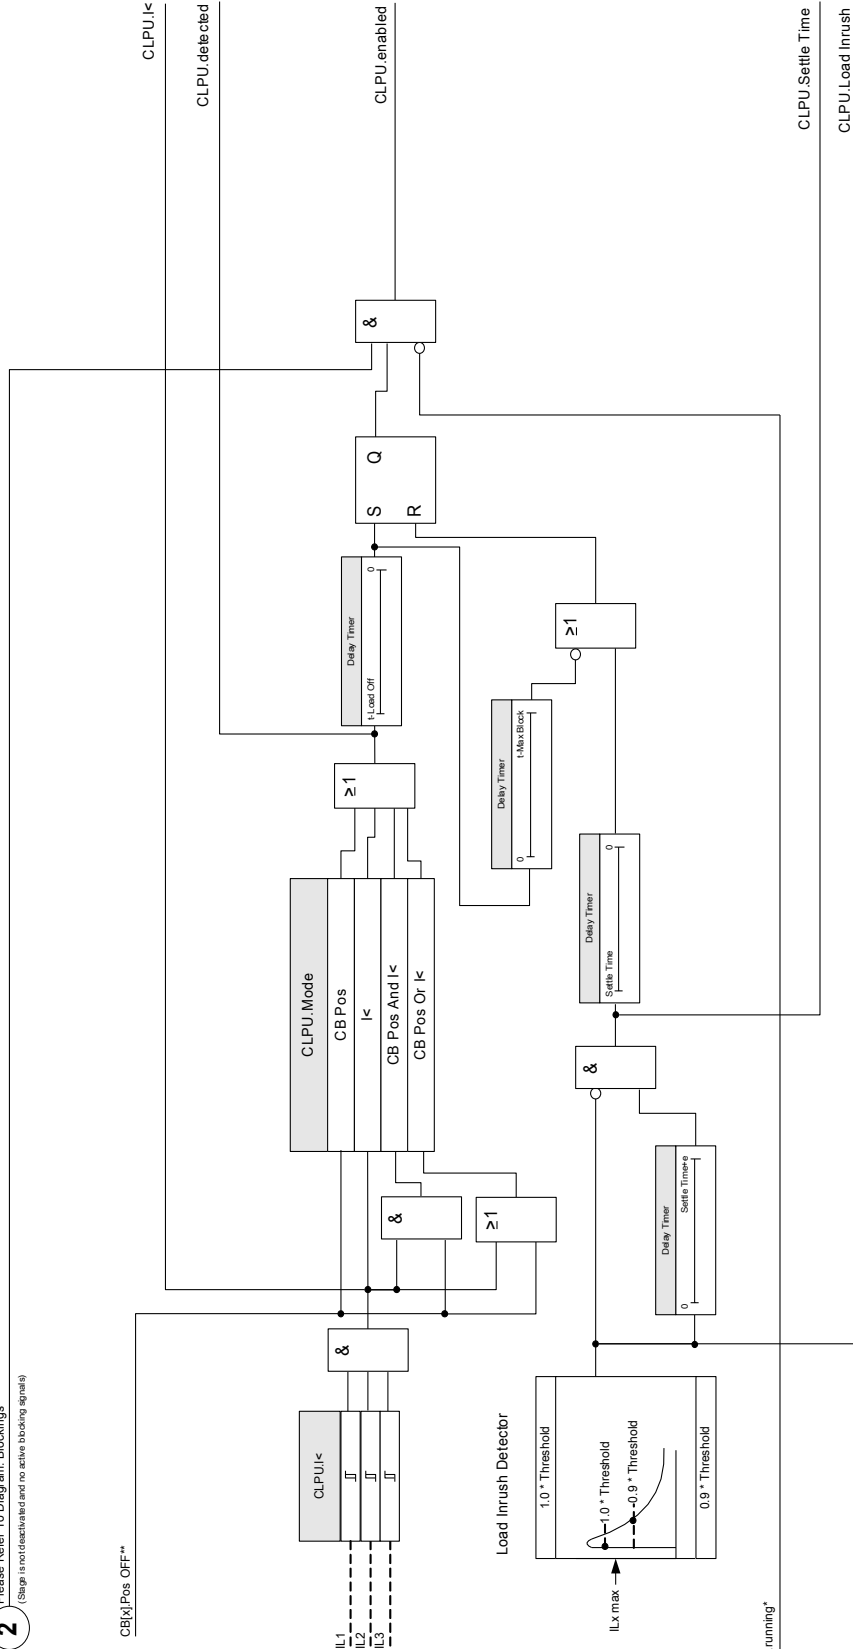 2
Please Refer To Diagram: Blockings
(Stage is not deactivated and no active blocking signals)
CLPU.I<
CLPU.detected
CLPU.enabled
CLPU.Settle Time
CLPU.Load Inrush
CB[x].Pos OFF**
IL1
IL2
IL3
CLPU.I<
&
&
≥1
CLPU.Mode
CB Pos
I<
CB Pos And I<
CB Pos Or I<
≥1
Delay Timer
t-Load Off
0
S
R
Q
&
Delay Timer
0
t-Max Block
≥1
Load Inrush Detector
ILx max
1.0 * Threshold
1.0 * Threshold
0.9 * Threshold
0.9 * Threshold
Delay Timer
0
Settle Time+e
&
Delay Timer
Settle Time
0
running*